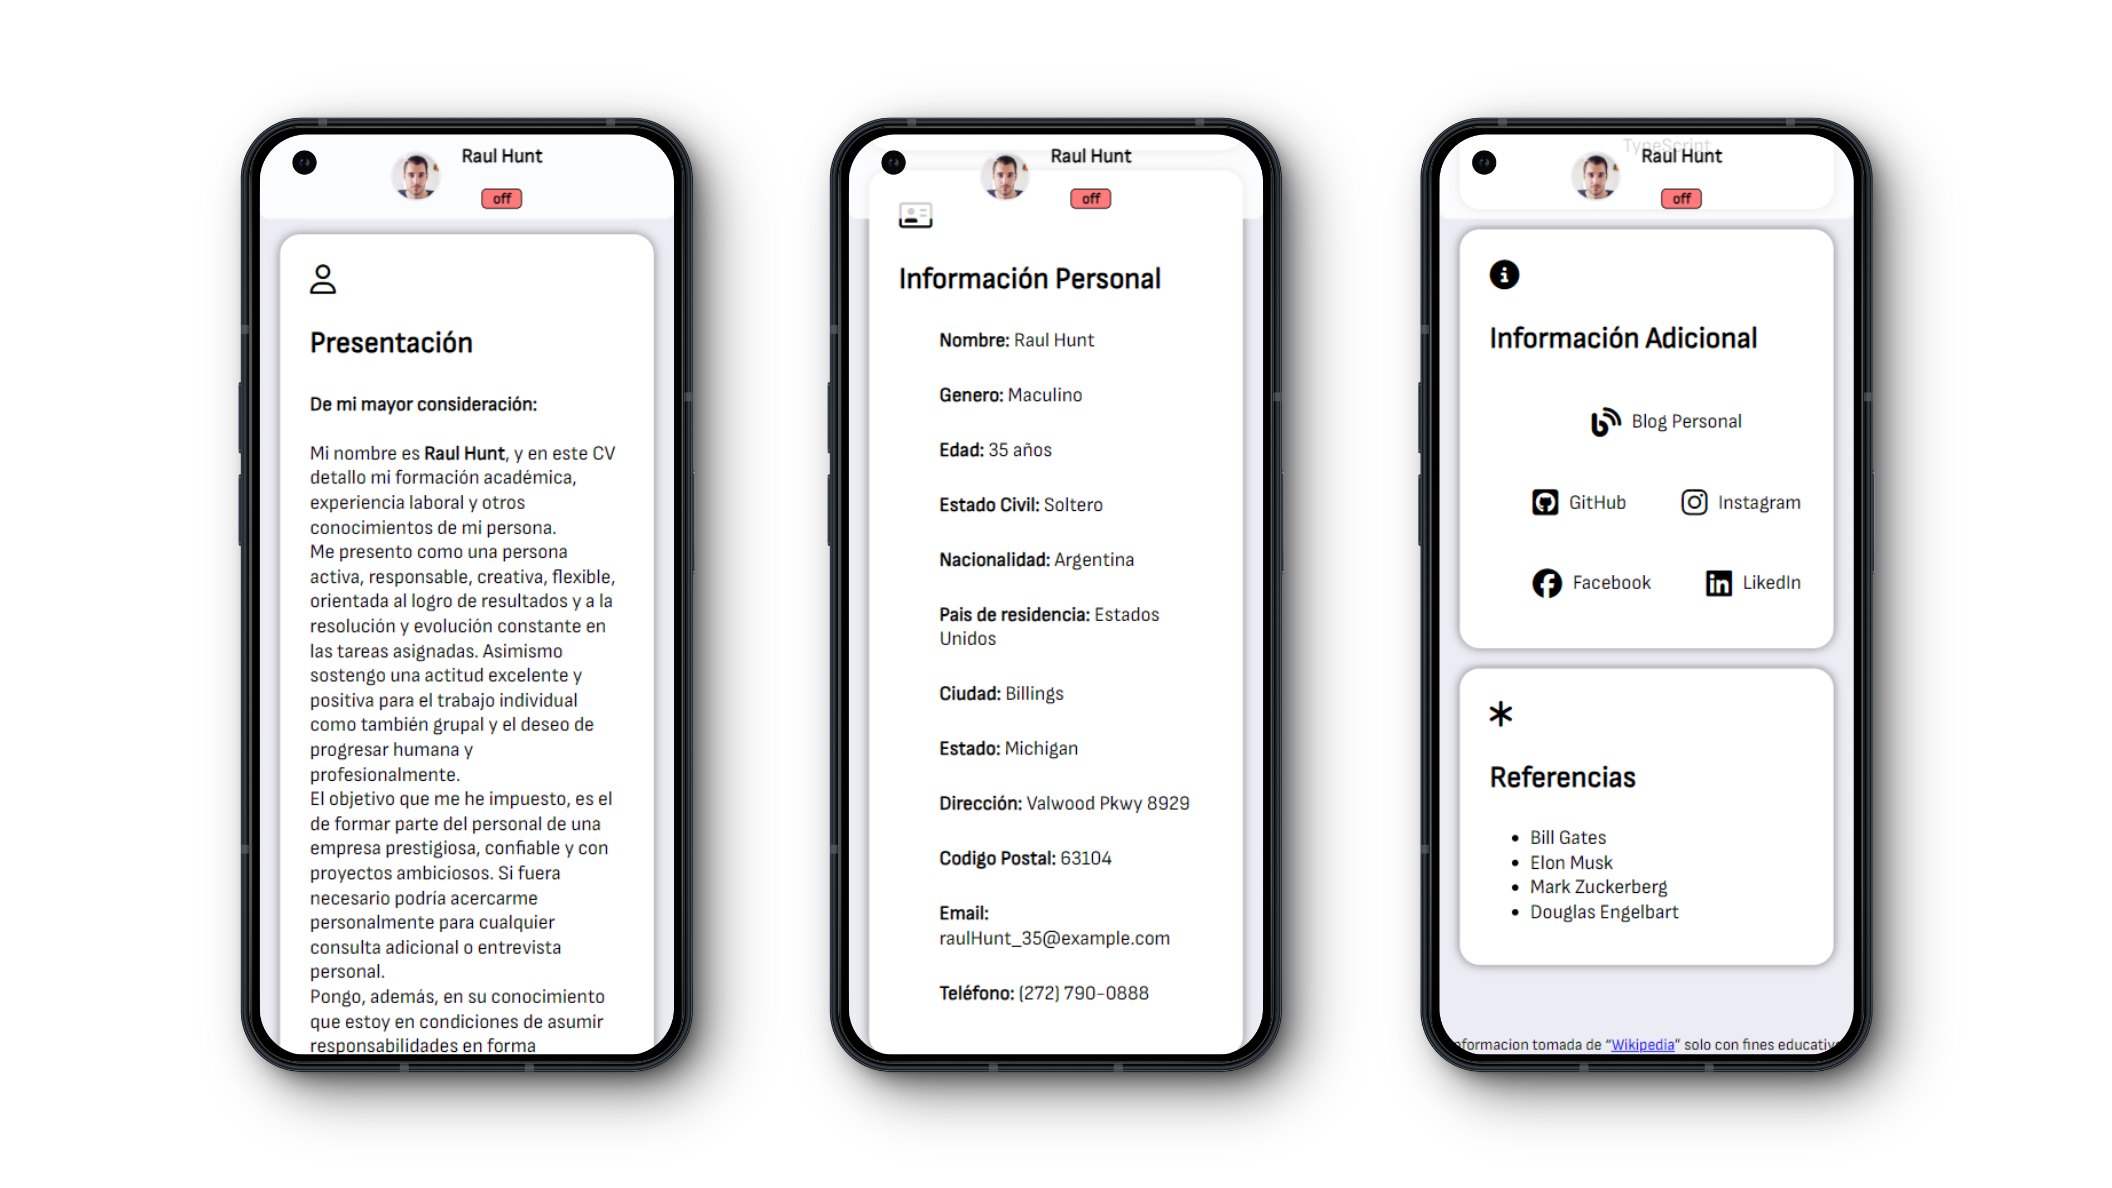 Raul Hunt
off
Presentación
De mi mayor consideración:
Mi nombre es Raul Hunt, y en este CV
detallo mi formación académica,
experiencia laboral y otros
conocimientos de mi persona.
Me presento como una persona
activa, responsable, creativa, flexible,
orientada al logro de resultados y a la
resolución y evolución constante en
las tareas asignadas. Asimismo
sostengo una actitud excelente y
positiva para el trabajo individual
como también grupal y el deseo de
progresar humana y
profesionalmente.
El objetivo que me he impuesto, es el
de formar parte del personal de una
empresa prestigiosa, confiable y con
proyectos ambiciosos. Si fuera
necesario podría acercarme
personalmente para cualquier
consulta adicional o entrevista
personal.
Pongo, además, en su conocimiento
que estoy en condiciones de asumir
responsabilidades en forma
Raul Hunt
off
Información Personal
Nombre: Raul Hunt
Genero: Maculino
Edad: 35 años
Estado Civil: Soltero
Nacionalidad: Argentina
Pais de residencia: Estados
Unidos
Ciudad: Billings
Estado: Michigan
Dirección: Valwood Pkwy 8929
Codigo Postal: 63104
Email:
raulHunt_35@example.com
Teléfono: (272) 790-0888
TypeScript
Raul Hunt
off
Información Adicional
Blog Personal
GitHub Instagram
Facebook LikedIn
Referencias
• Bill Gates
• Elon Musk
• Mark Zuckerberg
• Douglas Engelbart
nformacion tomada de “Wikipedia” solo con fines educativ